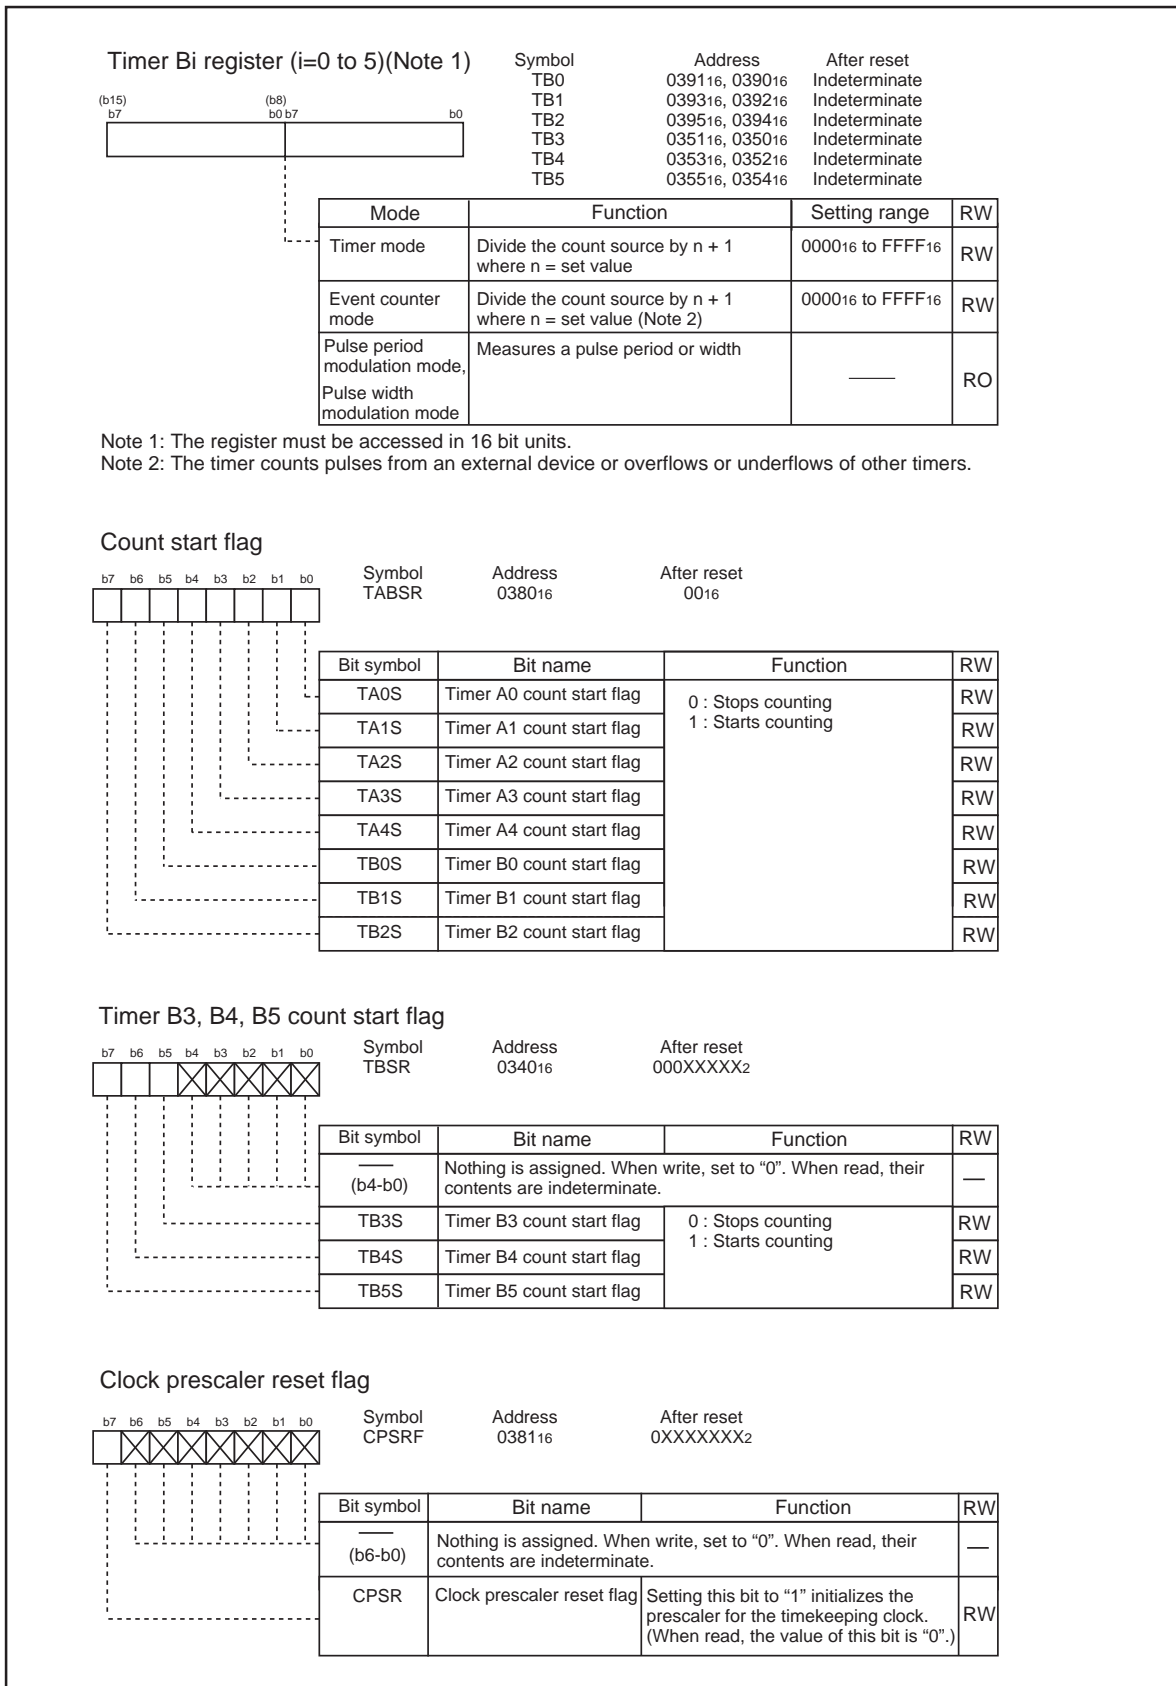 Timer Bi register (i=0 to 5)(Note 1)
Symbol Address After reset
TB0 039116, 039016 Indeterminate
TB1 039316, 039216 Indeterminate
TB2 039516, 039416 Indeterminate
TB3 035116, 035016 Indeterminate
TB4 035316, 035216 Indeterminate
TB5 035516, 035416 Indeterminate
(b15) (b8)
b7 b0 b7 b0
Mode Function Setting range RW
Timer mode Divide the count source by n + 1 000016 to FFFF16 RW
where n = set value
Event counter Divide the count source by n + 1 000016 to FFFF16 RW
mode where n = set value (Note 2)
Pulse period Measures a pulse period or width
modulation mode,
— RO
Pulse width
modulation mode
Note 1: The register must be accessed in 16 bit units.
Note 2: The timer counts pulses from an external device or overflows or underflows of other timers.
Count start flag
Symbol Address After reset
TABSR 038016 0016
b7 b6 b5 b4 b3 b2 b1 b0
Bit symbol Bit name Function RW
TA0S Timer A0 count start flag 0 : Stops counting RW
1 : Starts counting
TA1S Timer A1 count start flag RW
TA2S Timer A2 count start flag RW
TA3S Timer A3 count start flag RW
TA4S Timer A4 count start flag RW
TB0S Timer B0 count start flag RW
TB1S Timer B1 count start flag RW
TB2S Timer B2 count start flag RW
Timer B3, B4, B5 count start flag
Symbol Address After reset
TBSR 034016 000XXXXX2
b7 b6 b5 b4 b3 b2 b1 b0
Bit symbol Bit name Function RW
— Nothing is assigned. When write, set to “0”. When read, their —
(b4-b0) contents are indeterminate.
TB3S Timer B3 count start flag 0 : Stops counting RW
1 : Starts counting
TB4S Timer B4 count start flag RW
TB5S Timer B5 count start flag RW
Clock prescaler reset flag
Symbol Address After reset
CPSRF 038116 0XXXXXXX2
b7 b6 b5 b4 b3 b2 b1 b0
Bit symbol Bit name Function RW
— Nothing is assigned. When write, set to “0”. When read, their —
(b6-b0) contents are indeterminate.
CPSR Clock prescaler reset flag Setting this bit to “1” initializes the
prescaler for the timekeeping clock. RW
(When read, the value of this bit is “0”.)